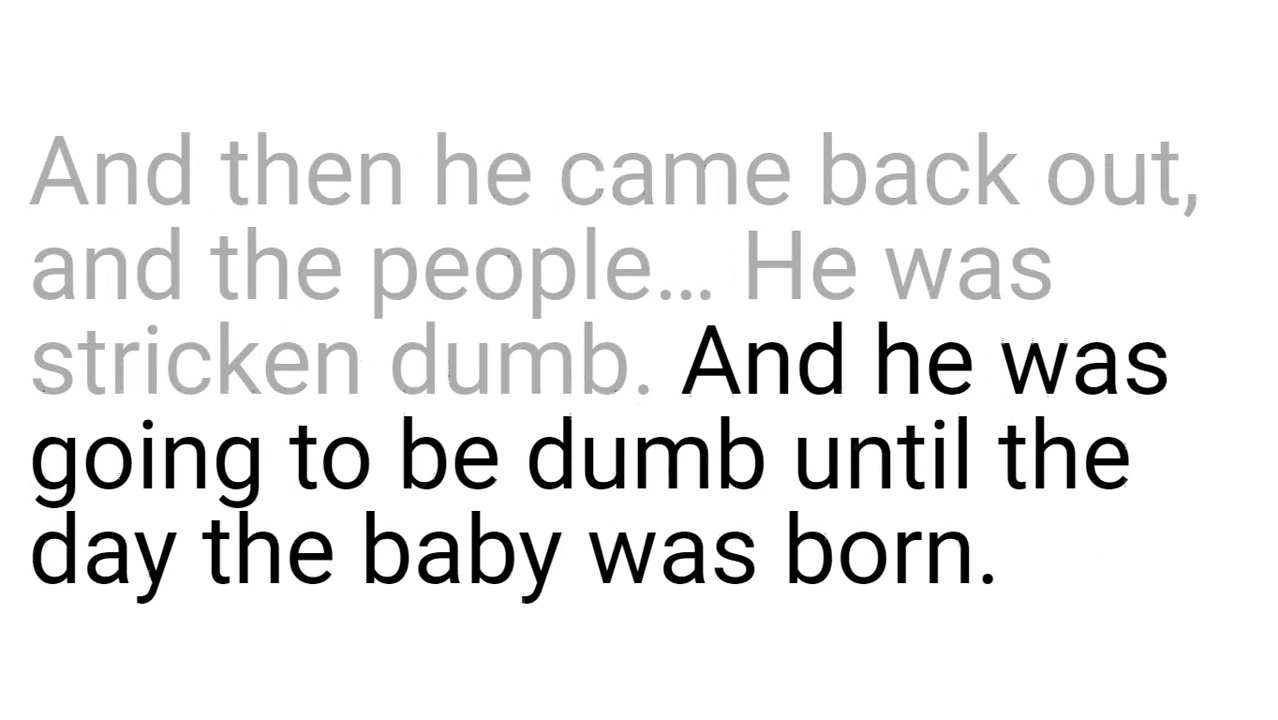 And then he came back out,
and the people… He was
stricken dumb. And he was
going to be dumb until the
day the baby was born.